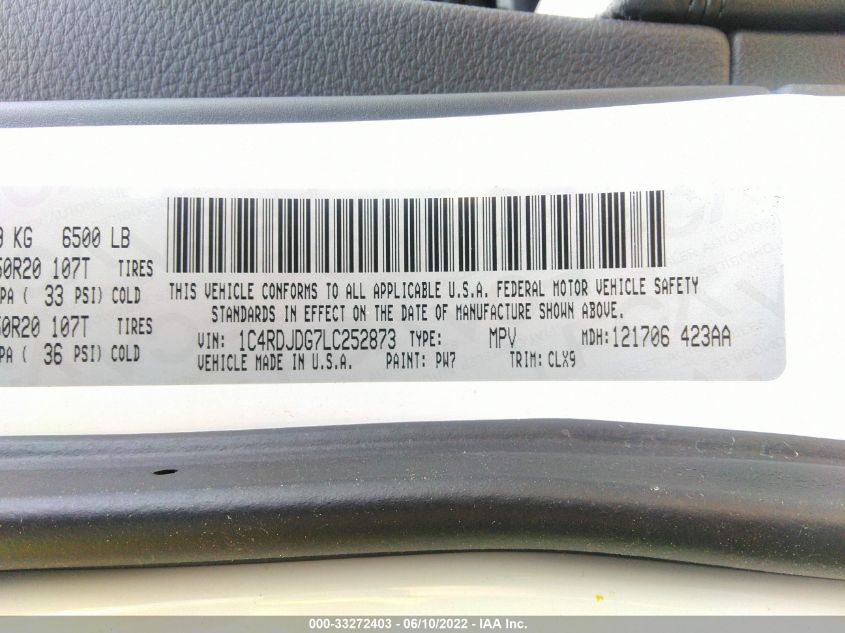 KG 6500 LB
50R20 107T TIRES
PA ( 33 PSI) COLD
50R20 107T TIRES
PA ( 36 PSI) COLD
THIS VEHICLE CONFORMS TO ALL APPLICABLE U.S.A. FEDERAL MOTOR VEHICLE SAFETY
STANDARDS IN EFFECT ON THE DATE OF MANUFACTURE SHOWN ABOVE.
VIN: 1C4RDJDG7LC252873 TYPE: MPV MDH:121706 423AA
VEHICLE MADE IN U.S.A. PAINT: PW7 TRIM: CLX9
000-33272403 - 06/10/2022 - IAA Inc.